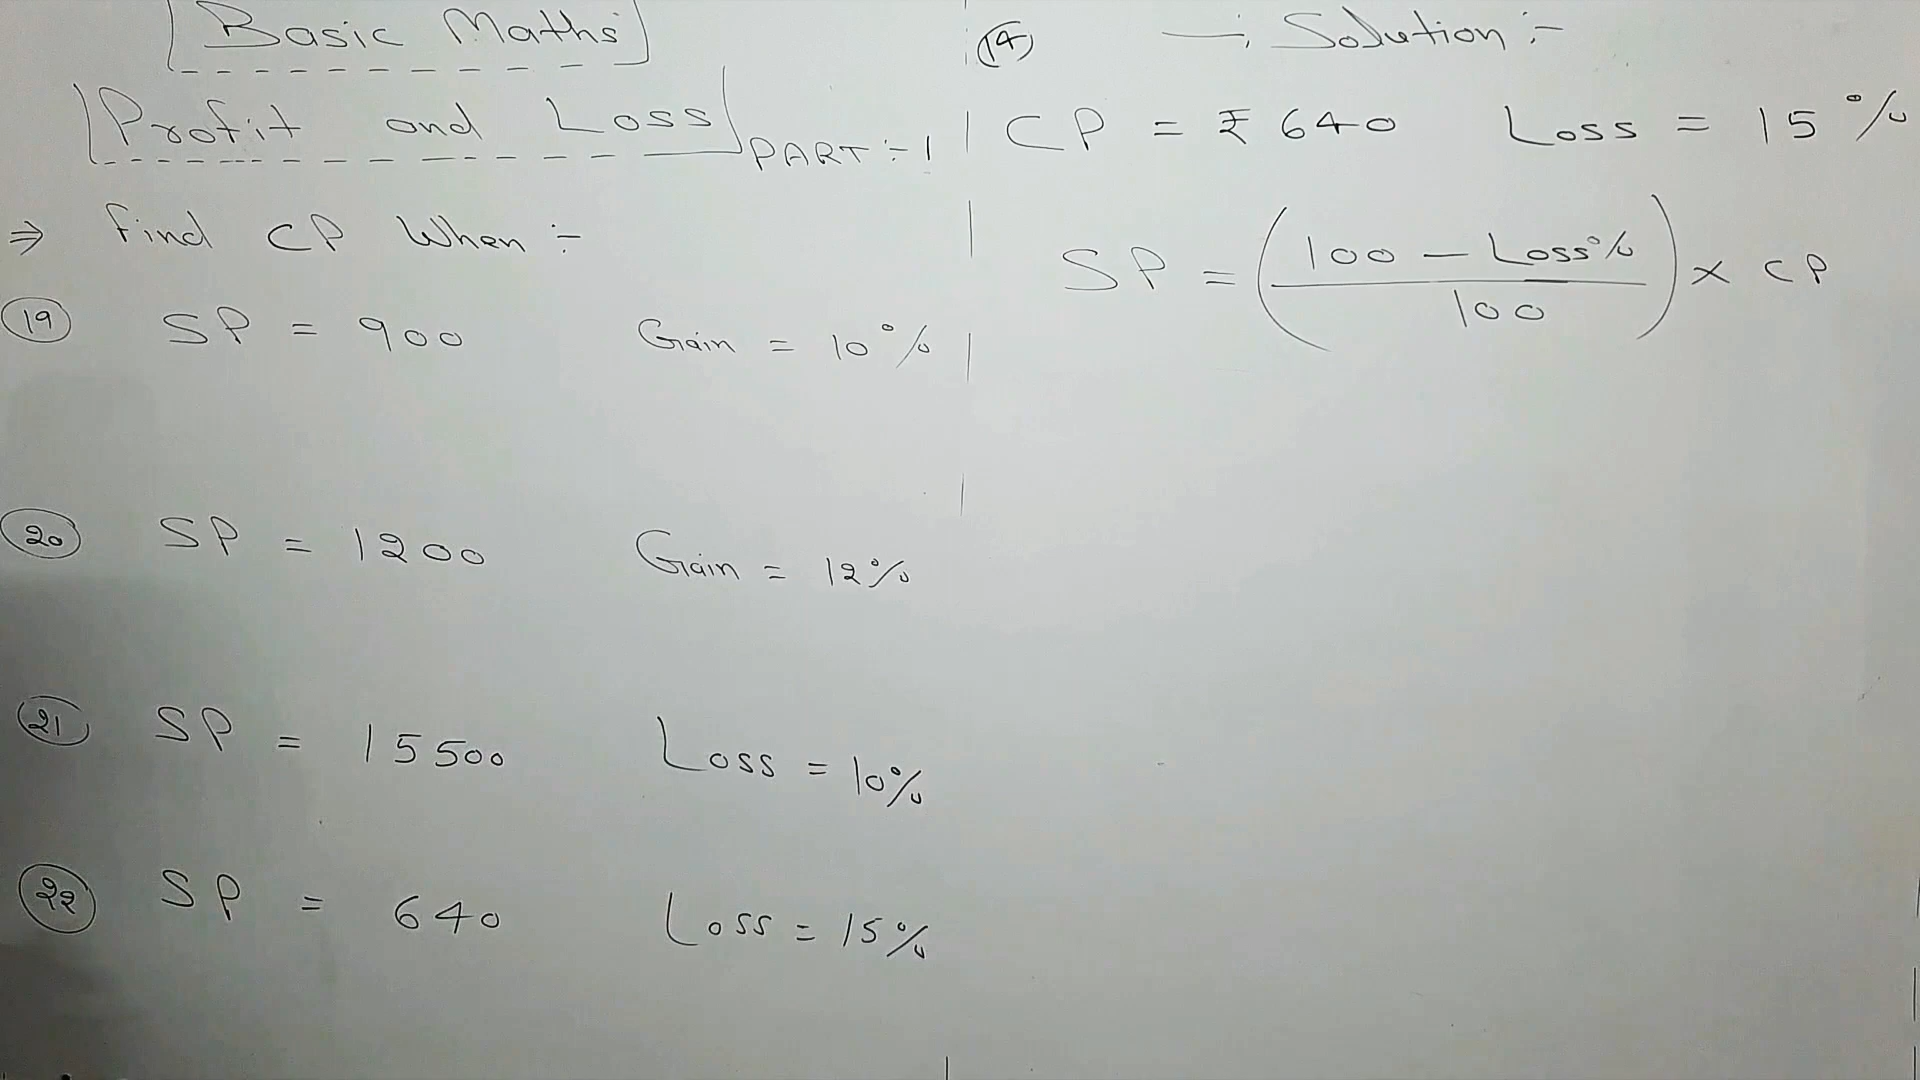 Basic Maths
Profit and Loss PART :- 1
⇒ Find CP When :-
19 SP = 900 Gain = 10%
20 SP = 1200 Gain = 12%
21 SP = 15500 Loss = 10%
22 SP = 640 Loss = 15%
14 —: Solution :-
CP = ₹ 640 Loss = 15%
SP = (100 - Loss% / 100) × CP